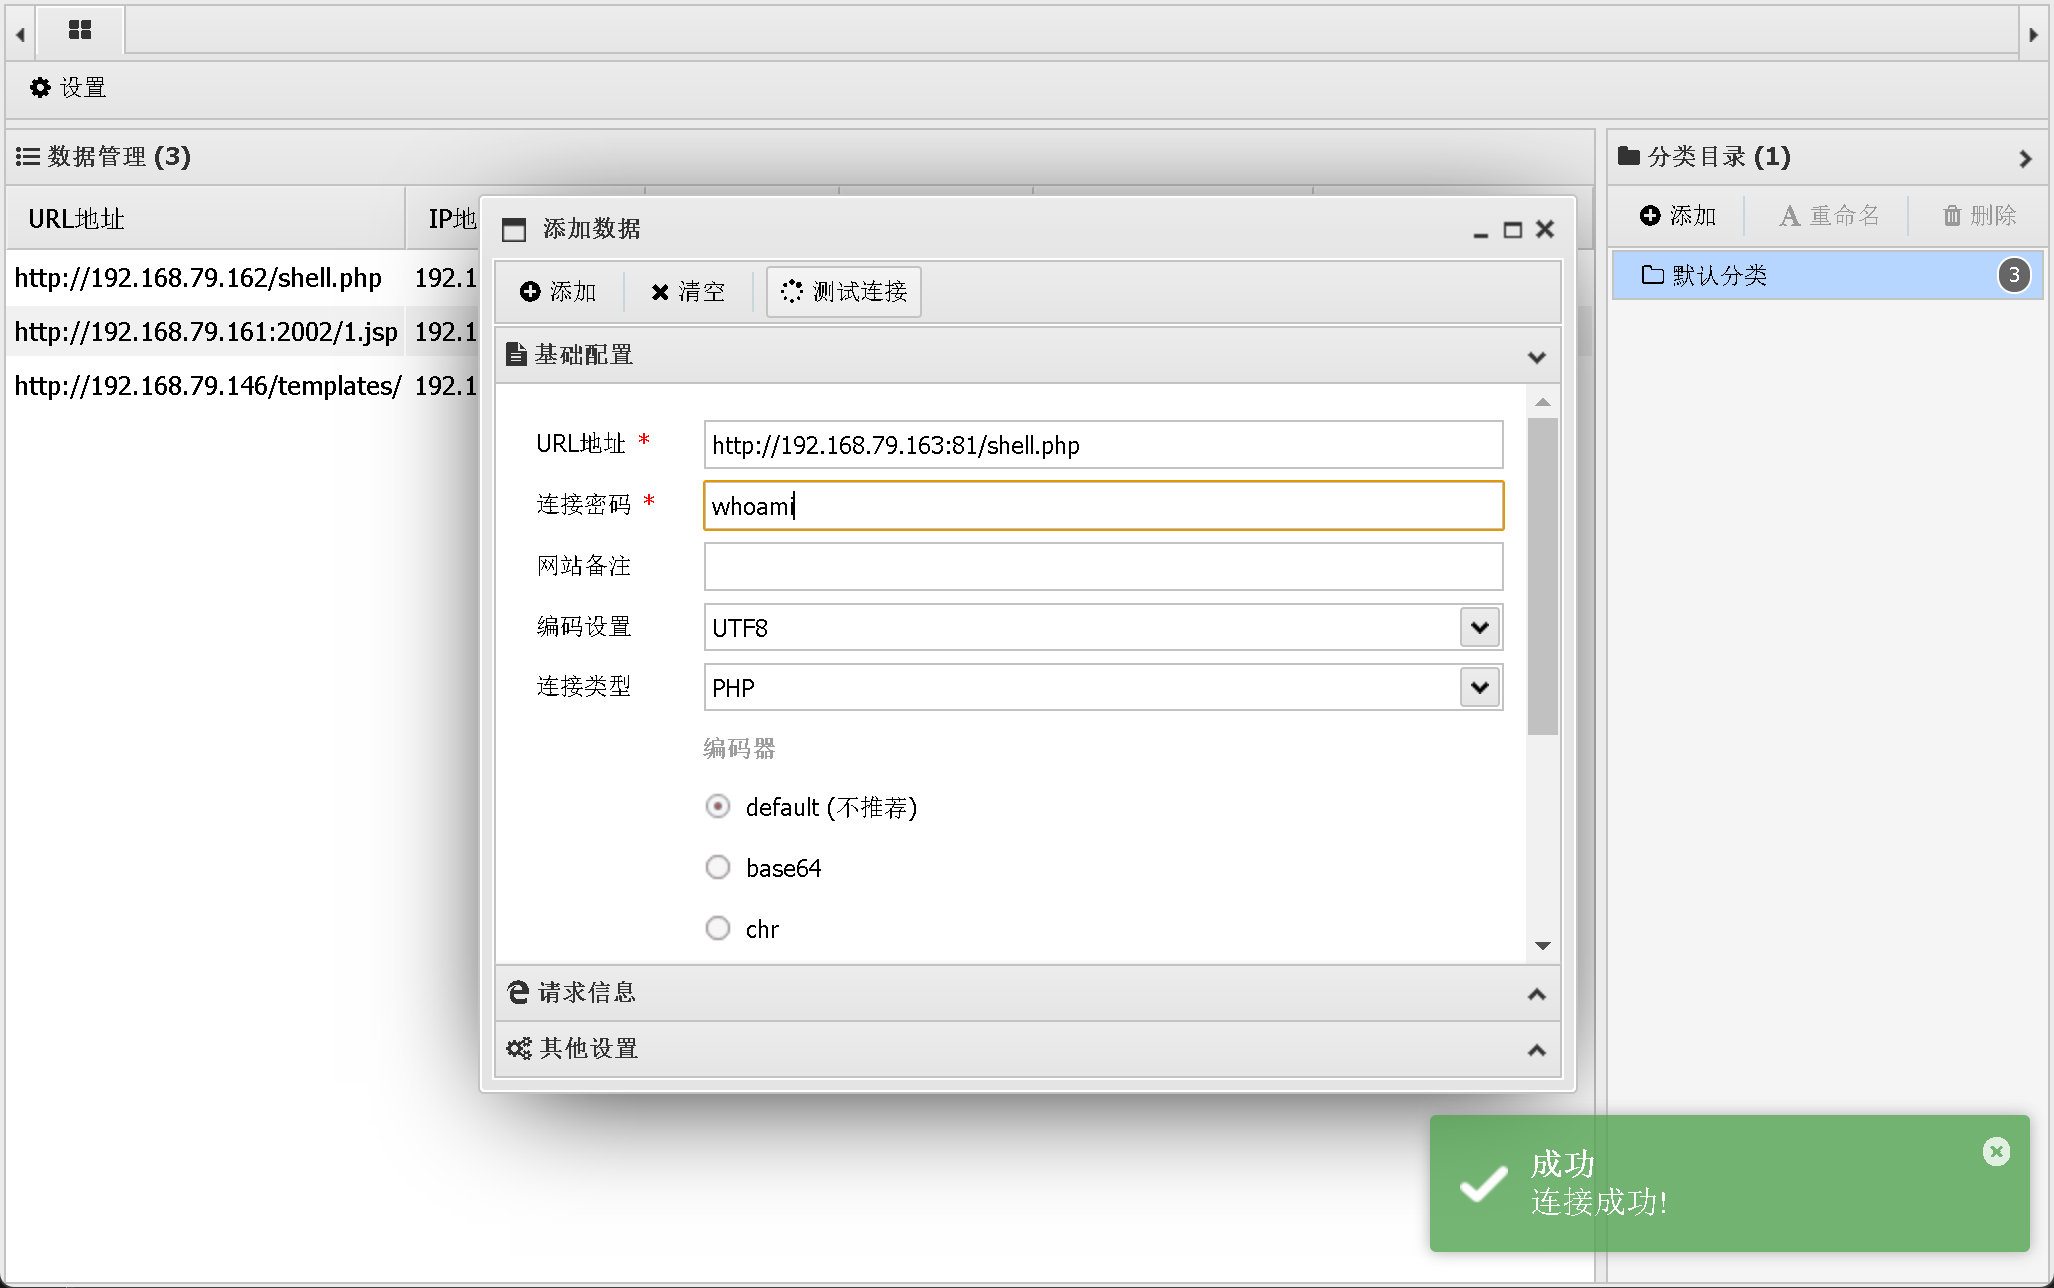 设置
数据管理 (3)
URL地址
IP地
http://192.168.79.162/shell.php
192.1
http://192.168.79.161:2002/1.jsp
192.1
http://192.168.79.146/templates/
192.1
添加数据
添加
清空
测试连接
基础配置
URL地址 *
http://192.168.79.163:81/shell.php
连接密码 *
whoami
网站备注
编码设置
UTF8
连接类型
PHP
编码器
default (不推荐)
base64
chr
请求信息
其他设置
分类目录 (1)
添加
重命名
删除
默认分类
3
成功
连接成功!